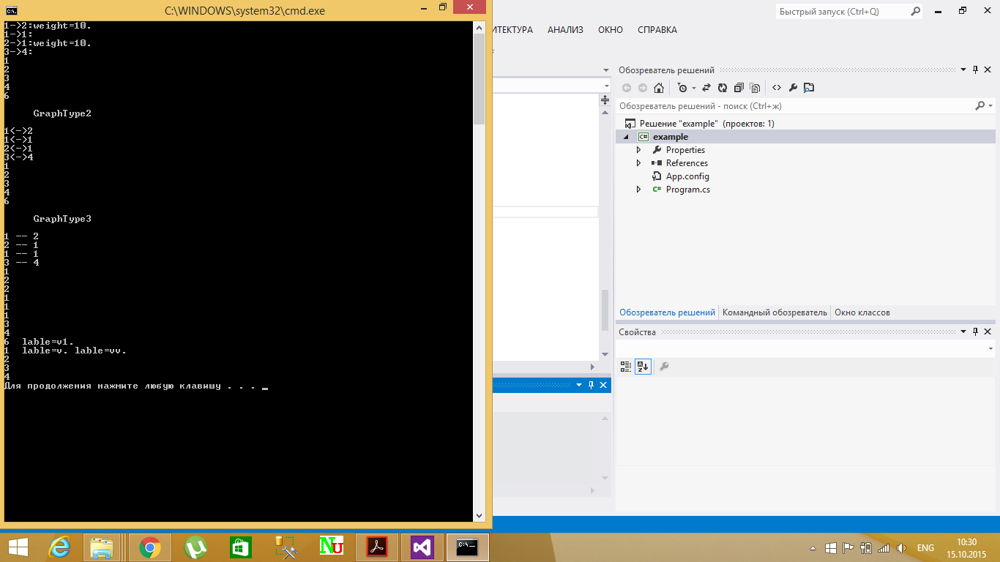 C:\WINDOWS\system32\cmd.exe
1->2:weight=10.
1->1:
2->1:weight=10.
3->4:
1
2
3
4
6
GraphType2
1<->2
1<->1
2<->1
3<->4
1
2
3
4
6
GraphType3
1 -- 2
2 -- 1
1 -- 1
3 -- 4
1
2
2
1
1
1
3
4
6 lable=v1.
1 lable=v. lable=vv.
2
3
4
Для продолжения нажмите любую клавишу . . .
Быстрый запуск (Ctrl+Q)
АНАЛИЗ ОКНО СПРАВКА
Обозреватель решений
Обозреватель решений - поиск (Ctrl+ж)
Решение "example" (проектов: 1)
C# example
Properties
References
App.config
C# Program.cs
Обозреватель решений Командный обозреватель Окно классов
Свойства
NU
C:\
ENG
10:30
15.10.2015